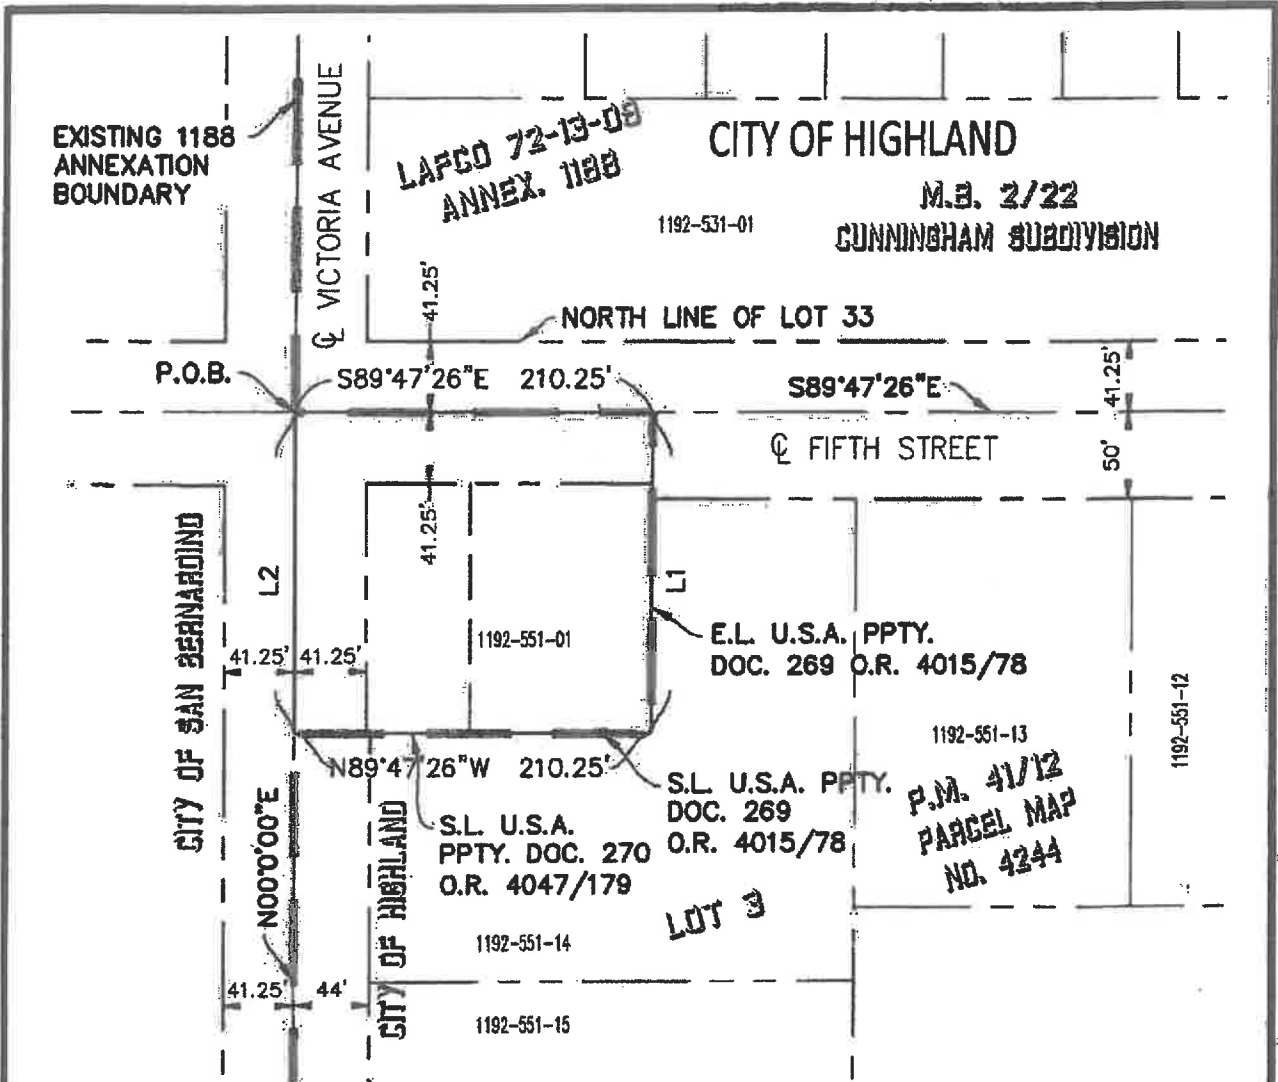 EXISTING 1188
ANNEXATION
BOUNDARY
℄ VICTORIA AVENUE
LAFCO 72-13-08
ANNEX. 1188
CITY OF HIGHLAND
M.B. 2/22
CUNNINGHAM SUBDIVISION
1192-531-01
41.25'
NORTH LINE OF LOT 33
P.O.B.
S89°47'26"E 210.25'
S89°47'26"E
41.25'
℄ FIFTH STREET
50'
41.25'
CITY OF SAN BERNARDINO
L2
L1
1192-551-01
41.25' 41.25'
E.L. U.S.A. PPTY.
DOC. 269 O.R. 4015/78
1192-551-12
1192-551-13
N89°47'26"W 210.25'
S.L. U.S.A. PPTY.
DOC. 269
O.R. 4015/78
P.M. 41/12
PARCEL MAP
NO. 4244
N00°0'00"E
S.L. U.S.A.
PPTY. DOC. 270
O.R. 4047/179
CITY OF HIGHLAND
LOT 3
1192-551-14
41.25' 44'
1192-551-15